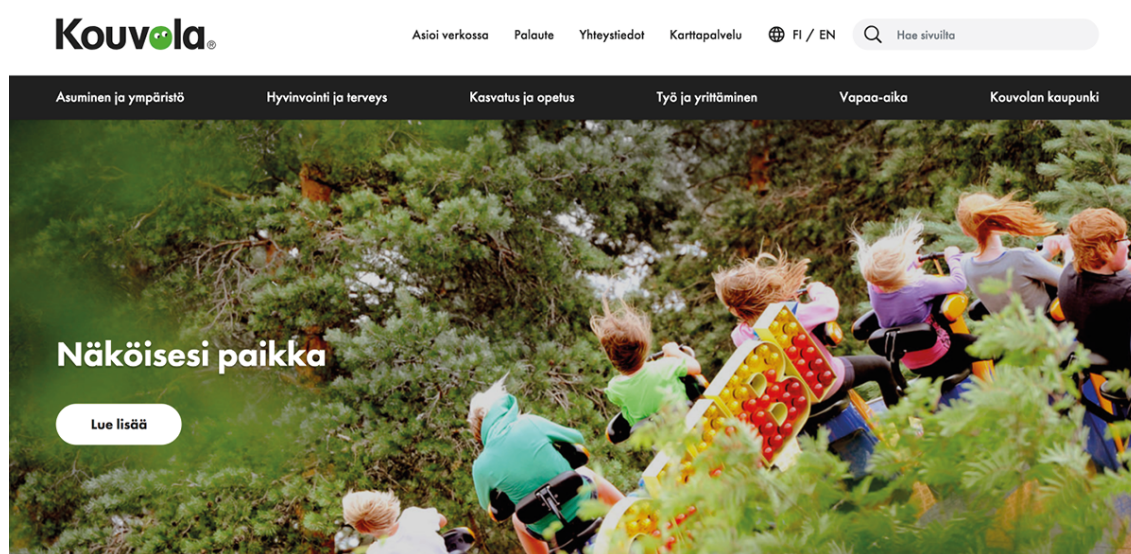 Kouvola®
Asioi verkossa Palaute Yhteystiedot Karttapalvelu FI / EN Hae sivuilta
Asuminen ja ympäristö Hyvinvointi ja terveys Kasvatus ja opetus Työ ja yrittäminen Vapaa-aika Kouvolan kaupunki
Näköisesi paikka
Lue lisää